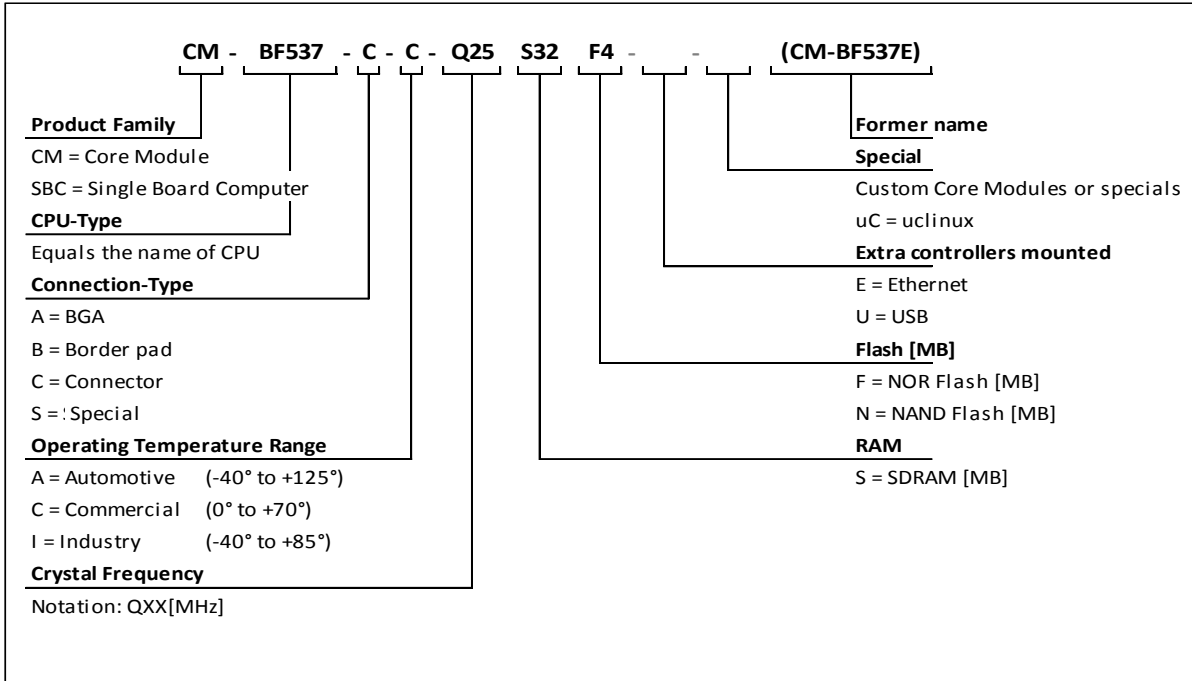 CM - BF537 - C - C - Q25 S32 F4 - - (CM-BF537E)
Product Family
CM = Core Module
SBC = Single Board Computer
CPU-Type
Equals the name of CPU
Connection-Type
A = BGA
B = Border pad
C = Connector
S = : Special
Operating Temperature Range
A = Automotive (-40° to +125°)
C = Commercial (0° to +70°)
I = Industry (-40° to +85°)
Crystal Frequency
Notation: QXX[MHz]
Former name
Special
Custom Core Modules or specials
uC = uclinux
Extra controllers mounted
E = Ethernet
U = USB
Flash [MB]
F = NOR Flash [MB]
N = NAND Flash [MB]
RAM
S = SDRAM [MB]